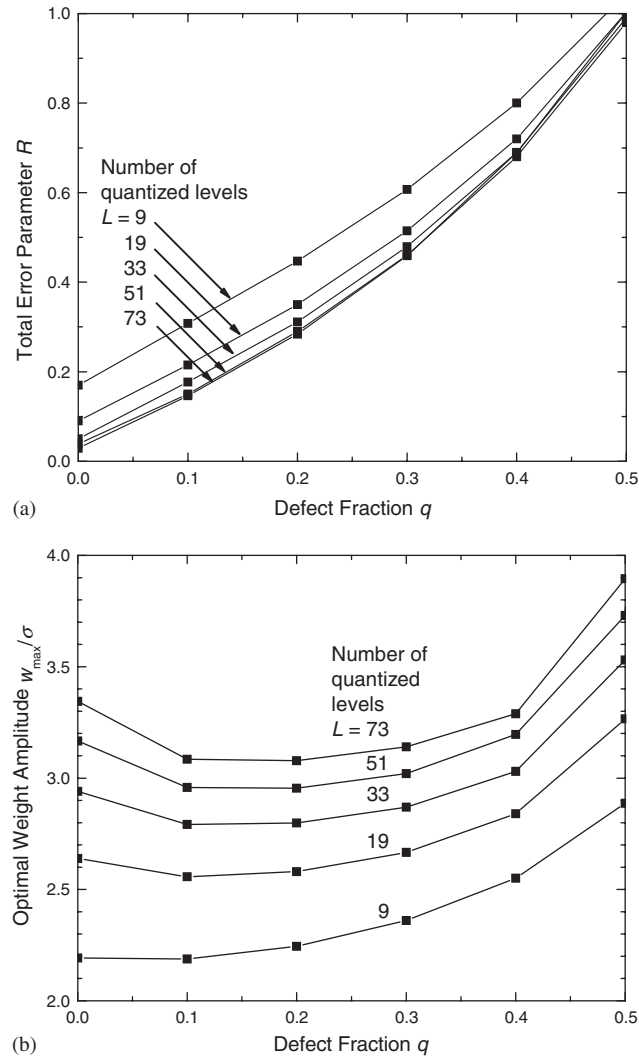 1.0
0.8
0.6
0.4
0.2
0.0
Total Error Parameter R
Number of
quantized levels
L = 9
19
33
51
73
0.0 0.1 0.2 0.3 0.4 0.5
(a)
Defect Fraction q
4.0
3.5
3.0
2.5
2.0
Optimal Weight Amplitude wmax/σ
Number of
quantized
levels
L = 73
51
33
19
9
0.0 0.1 0.2 0.3 0.4 0.5
(b)
Defect Fraction q